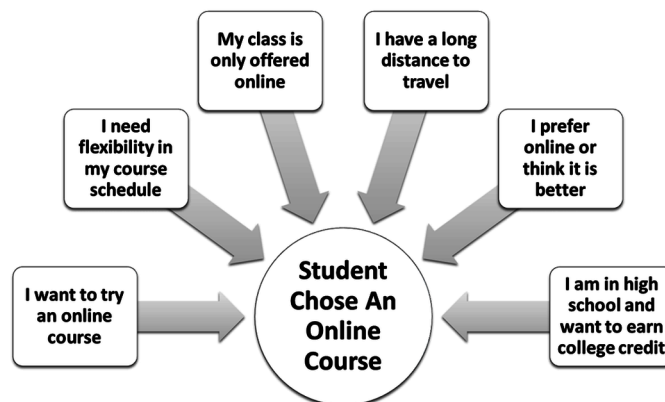 My class is
only offered
online
I have a long
distance to
travel
I need
flexibility in
my course
schedule
I prefer
online or
think it is
better
I want to try
an online
course
Student
Chose An
Online
Course
I am in high
school and
want to earn
college credit